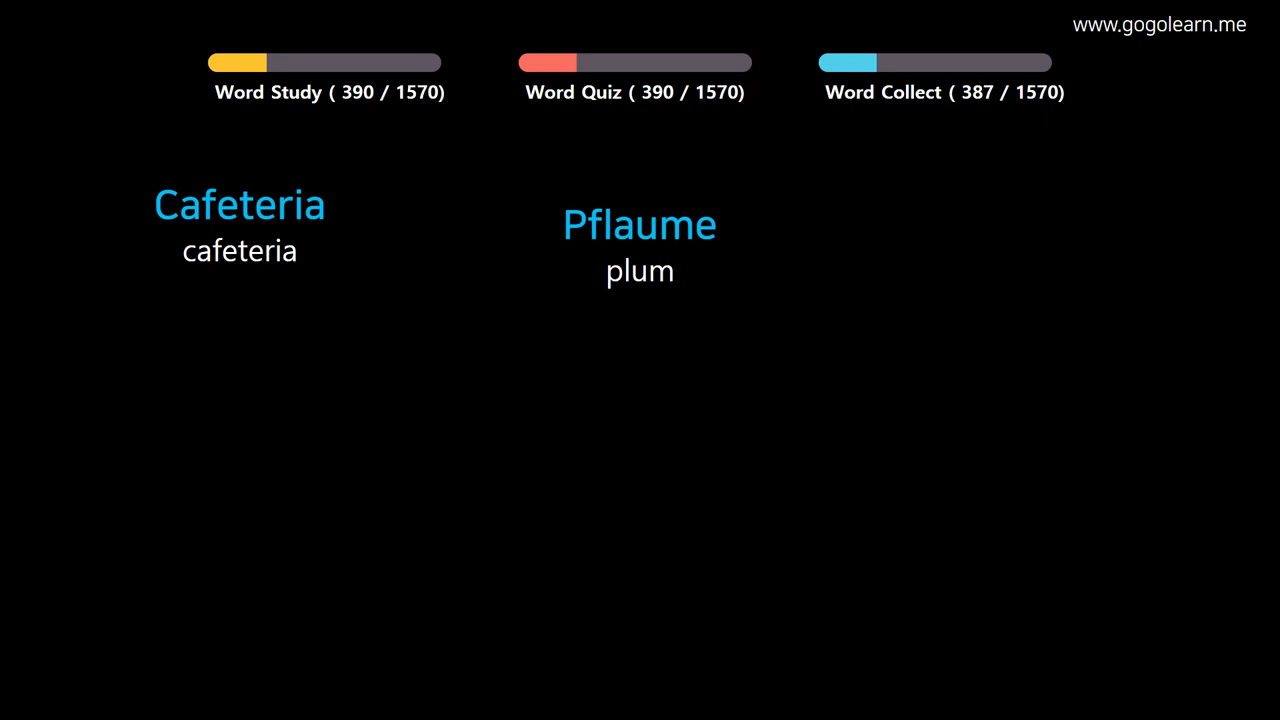 www.gogolearn.me
Word Study ( 390 / 1570)
Word Quiz ( 390 / 1570)
Word Collect ( 387 / 1570)
Cafeteria
cafeteria
Pflaume
plum